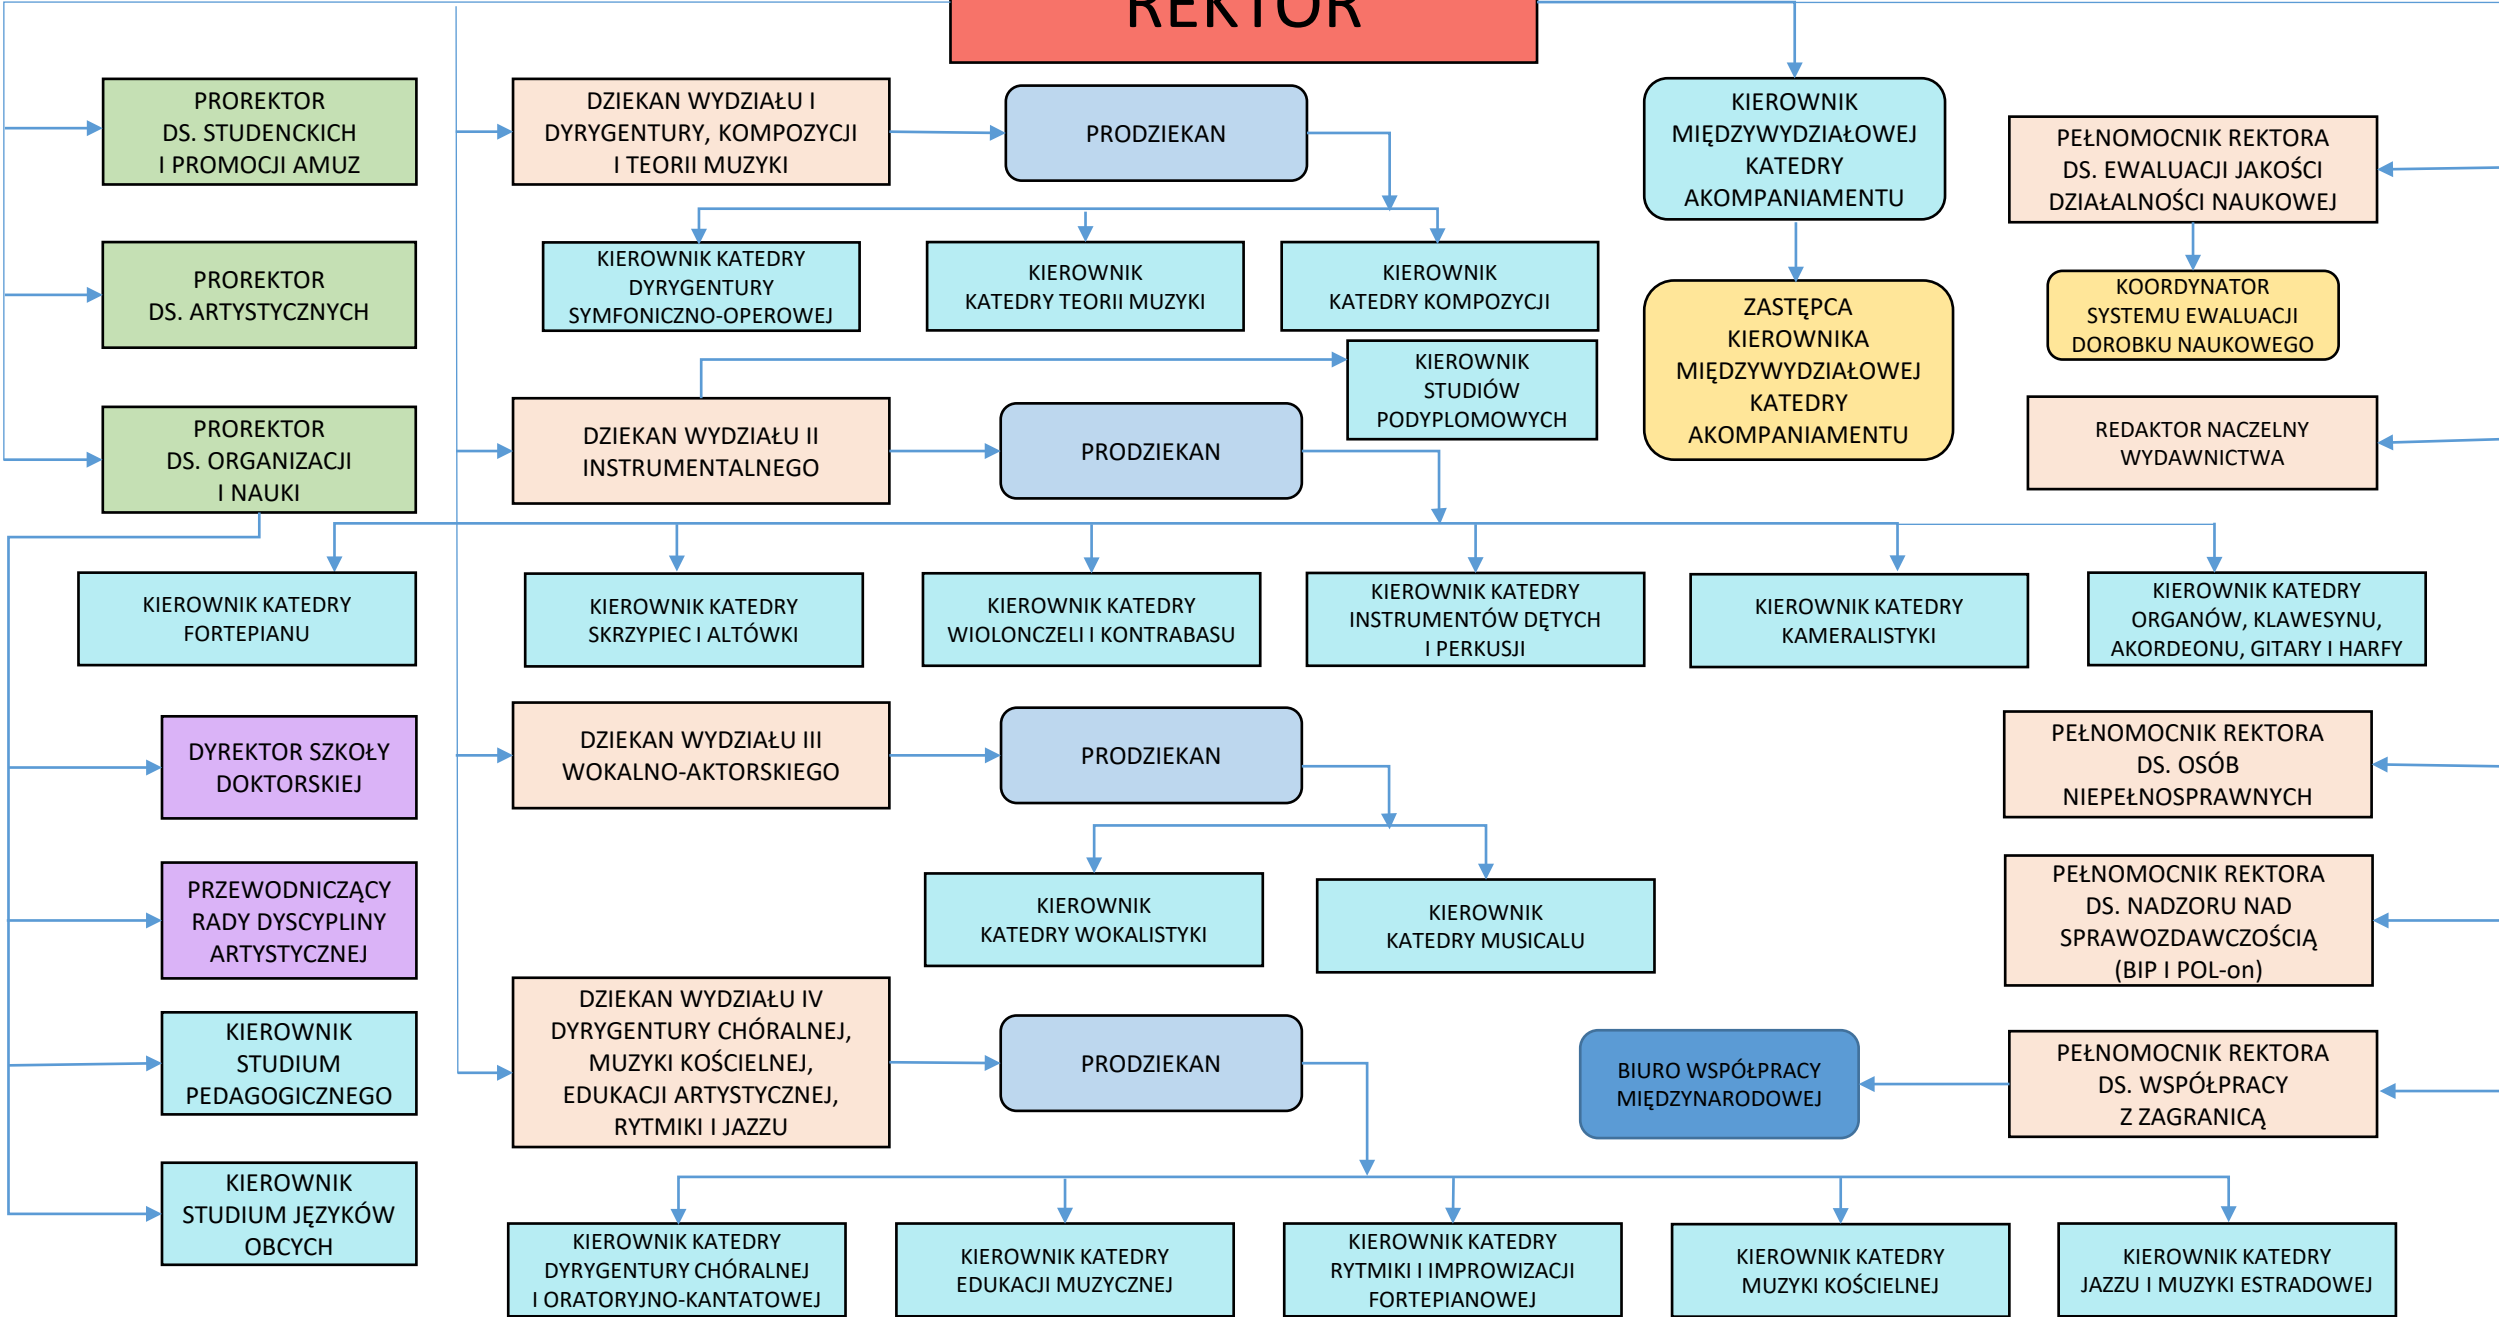 REKTOR
PROREKTOR
DS. STUDENCKICH
I PROMOCJI AMUZ
DZIEKAN WYDZIAŁU I
DYRYGENTURY, KOMPOZYCJI
I TEORII MUZYKI
PRODZIEKAN
KIEROWNIK
MIĘDZYWYDZIAŁOWEJ
KATEDRY
AKOMPANIAMENTU
PEŁNOMOCNIK REKTORA
DS. EWALUACJI JAKOŚCI
DZIAŁALNOŚCI NAUKOWEJ
PROREKTOR
DS. ARTYSTYCZNYCH
KIEROWNIK KATEDRY
DYRYGENTURY
SYMFONICZNO-OPEROWEJ
KIEROWNIK
KATEDRY TEORII MUZYKI
KIEROWNIK
KATEDRY KOMPOZYCJI
ZASTĘPCA
KIEROWNIKA
MIĘDZYWYDZIAŁOWEJ
KATEDRY
AKOMPANIAMENTU
KOORDYNATOR
SYSTEMU EWALUACJI
DOROBKU NAUKOWEGO
KIEROWNIK
STUDIÓW
PODYPLOMOWYCH
PROREKTOR
DS. ORGANIZACJI
I NAUKI
DZIEKAN WYDZIAŁU II
INSTRUMENTALNEGO
PRODZIEKAN
REDAKTOR NACZELNY
WYDAWNICTWA
KIEROWNIK KATEDRY
FORTEPIANU
KIEROWNIK KATEDRY
SKRZYPIEC I ALTÓWKI
KIEROWNIK KATEDRY
WIOLONCZELI I KONTRABASU
KIEROWNIK KATEDRY
INSTRUMENTÓW DĘTYCH
I PERKUSJI
KIEROWNIK KATEDRY
KAMERALISTYKI
KIEROWNIK KATEDRY
ORGANÓW, KLAWESYNU,
AKORDEONU, GITARY I HARFY
DYREKTOR SZKOŁY
DOKTORSKIEJ
DZIEKAN WYDZIAŁU III
WOKALNO-AKTORSKIEGO
PRODZIEKAN
PEŁNOMOCNIK REKTORA
DS. OSÓB
NIEPEŁNOSPRAWNYCH
PRZEWODNICZĄCY
RADY DYSCYPLINY
ARTYSTYCZNEJ
KIEROWNIK
KATEDRY WOKALISTYKI
KIEROWNIK
KATEDRY MUSICALU
PEŁNOMOCNIK REKTORA
DS. NADZORU NAD
SPRAWOZDAWCZOŚCIĄ
(BIP I POL-on)
KIEROWNIK
STUDIUM
PEDAGOGICZNEGO
DZIEKAN WYDZIAŁU IV
DYRYGENTURY CHÓRALNEJ,
MUZYKI KOŚCIELNEJ,
EDUKACJI ARTYSTYCZNEJ,
RYTMIKI I JAZZU
PRODZIEKAN
BIURO WSPÓŁPRACY
MIĘDZYNARODOWEJ
PEŁNOMOCNIK REKTORA
DS. WSPÓŁPRACY
Z ZAGRANICĄ
KIEROWNIK
STUDIUM JĘZYKÓW
OBCYCH
KIEROWNIK KATEDRY
DYRYGENTURY CHÓRALNEJ
I ORATORYJNO-KANTATOWEJ
KIEROWNIK KATEDRY
EDUKACJI MUZYCZNEJ
KIEROWNIK KATEDRY
RYTMIKI I IMPROWIZACJI
FORTEPIANOWEJ
KIEROWNIK KATEDRY
MUZYKI KOŚCIELNEJ
KIEROWNIK KATEDRY
JAZZU I MUZYKI ESTRADOWEJ